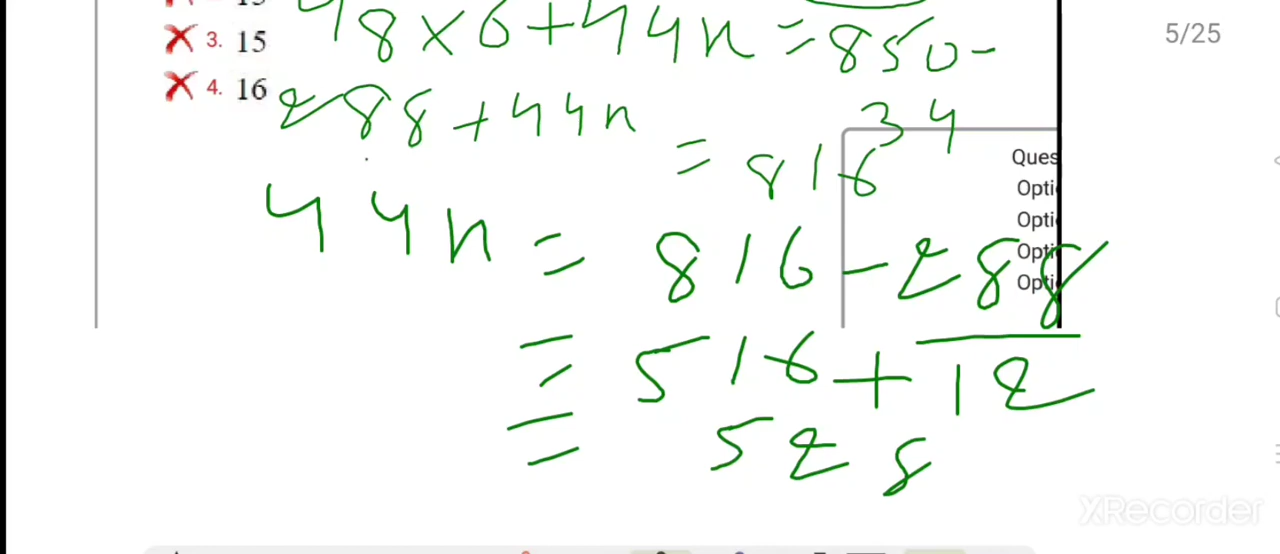 3. 15
48×6+44n=850-
34
4. 16
288+44n
=816
44n=816-288
=516+12
=528
5/25
Ques
Opti
Opti
Opti
Opti
XRecorder